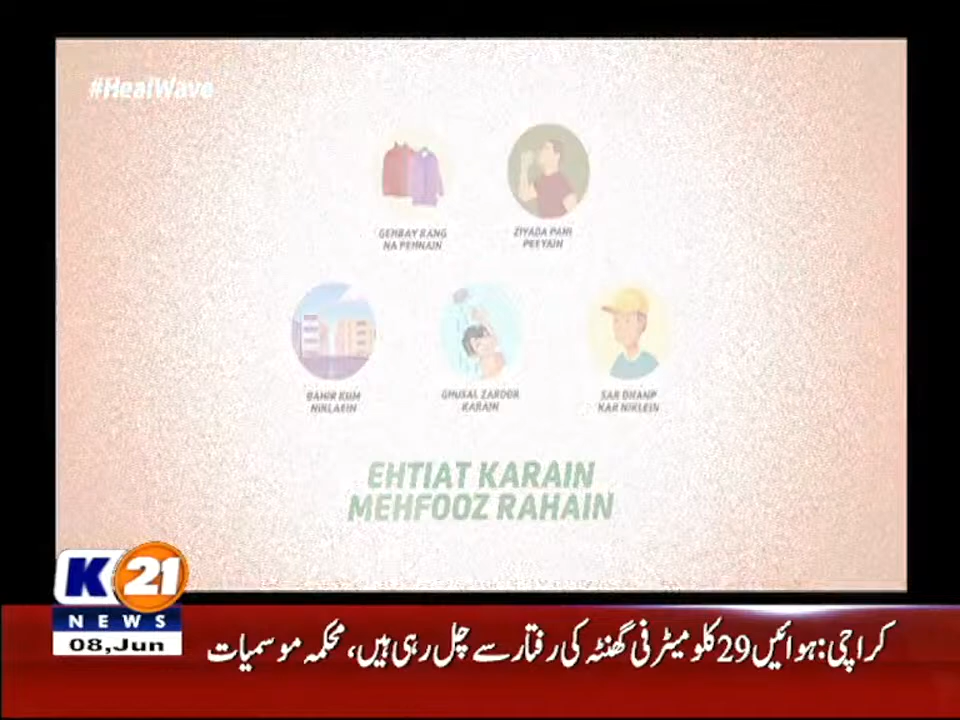 #HealWave
GEHRAY RANG
NA PEHNAIN
ZIYADA PANI
PEEYAIN
BAHIR KUM
NIKLAEIN
GHUSAL ZAROOR
KARAIN
SAR DHANP
KAR NIKLEIN
EHTIAT KARAIN
MEHFOOZ RAHAIN
K21
NEWS
08,Jun
کراچی: ہوائیں 29 کلومیٹر فی گھنٹہ کی رفتار سے چل رہی ہیں، محکمہ موسمیات